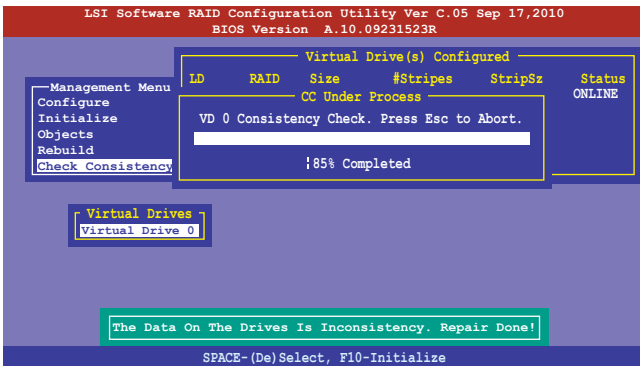 LSI Software RAID Configuration Utility Ver C.05 Sep 17,2010
BIOS Version A.10.09231523R
Virtual Drive(s) Configured
LD RAID Size #Stripes StripSz Status
ONLINE
Management Menu
Configure
Initialize
Objects
Rebuild
Check Consistency
CC Under Process
VD 0 Consistency Check. Press Esc to Abort.
85% Completed
Virtual Drives
Virtual Drive 0
The Data On The Drives Is Inconsistency. Repair Done!
SPACE-(De)Select, F10-Initialize